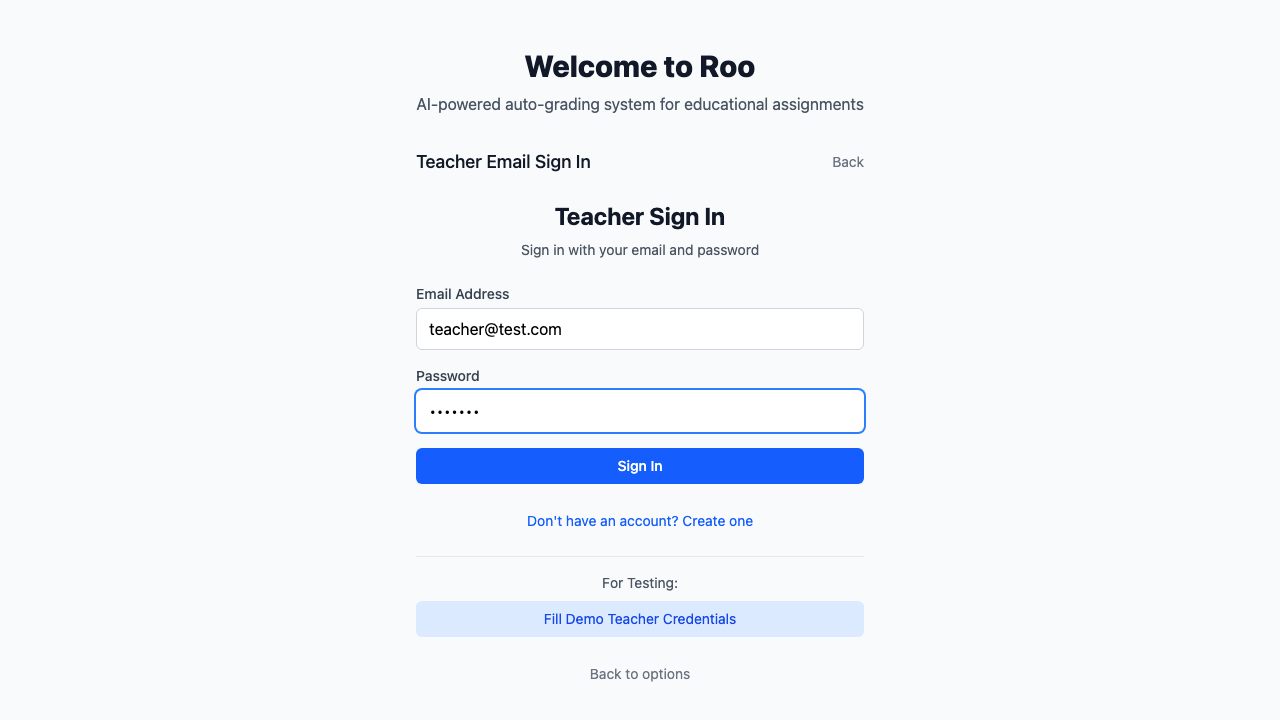 Welcome to Roo
AI-powered auto-grading system for educational assignments
Teacher Email Sign In
Back
Teacher Sign In
Sign in with your email and password
Email Address
teacher@test.com
Password
•••••••
Sign In
Don't have an account? Create one
For Testing:
Fill Demo Teacher Credentials
Back to options